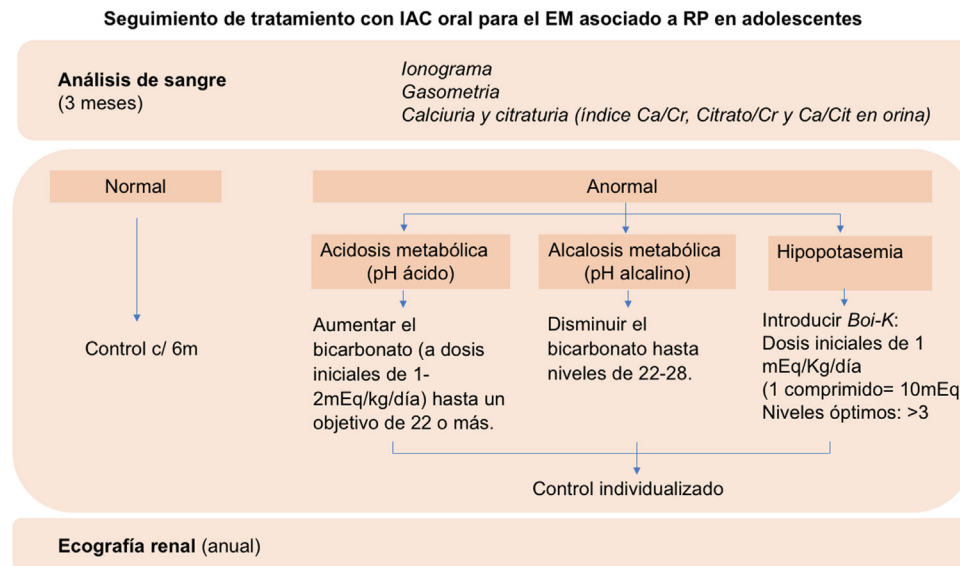 Seguimiento de tratamiento con IAC oral para el EM asociado a RP en adolescentes
Análisis de sangre
(3 meses)
Ionograma
Gasometria
Calciuria y citraturia (índice Ca/Cr, Citrato/Cr y Ca/Cit en orina)
Normal
Anormal
Control c/ 6m
Acidosis metabólica
(pH ácido)
Aumentar el
bicarbonato (a dosis
iniciales de 1-
2mEq/kg/día) hasta un
objetivo de 22 o más.
Alcalosis metabólica
(pH alcalino)
Disminuir el
bicarbonato hasta
niveles de 22-28.
Hipopotasemia
Introducir Boi-K:
Dosis iniciales de 1
mEq/Kg/día
(1 comprimido= 10mEq
Niveles óptimos: >3
Control individualizado
Ecografía renal (anual)